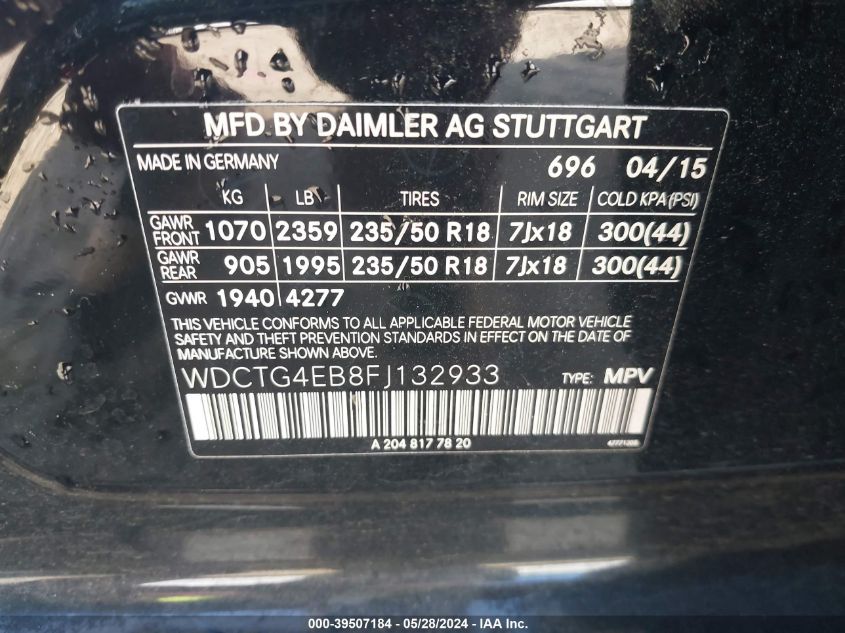 MFD. BY DAIMLER AG STUTTGART
MADE IN GERMANY 696 04/15
KG LB TIRES RIM SIZE COLD KPA (PSI)
GAWR FRONT 1070 2359 235/50 R18 7Jx18 300(44)
GAWR REAR 905 1995 235/50 R18 7Jx18 300(44)
GVWR 1940 4277
THIS VEHICLE CONFORMS TO ALL APPLICABLE FEDERAL MOTOR VEHICLE
SAFETY AND THEFT PREVENTION STANDARDS IN EFFECT ON THE DATE OF
MANUFACTURE SHOWN ABOVE.
WDCTG4EB8FJ132933 TYPE: MPV
A 204 817 78 20
000-39507184 - 05/28/2024 - IAA Inc.